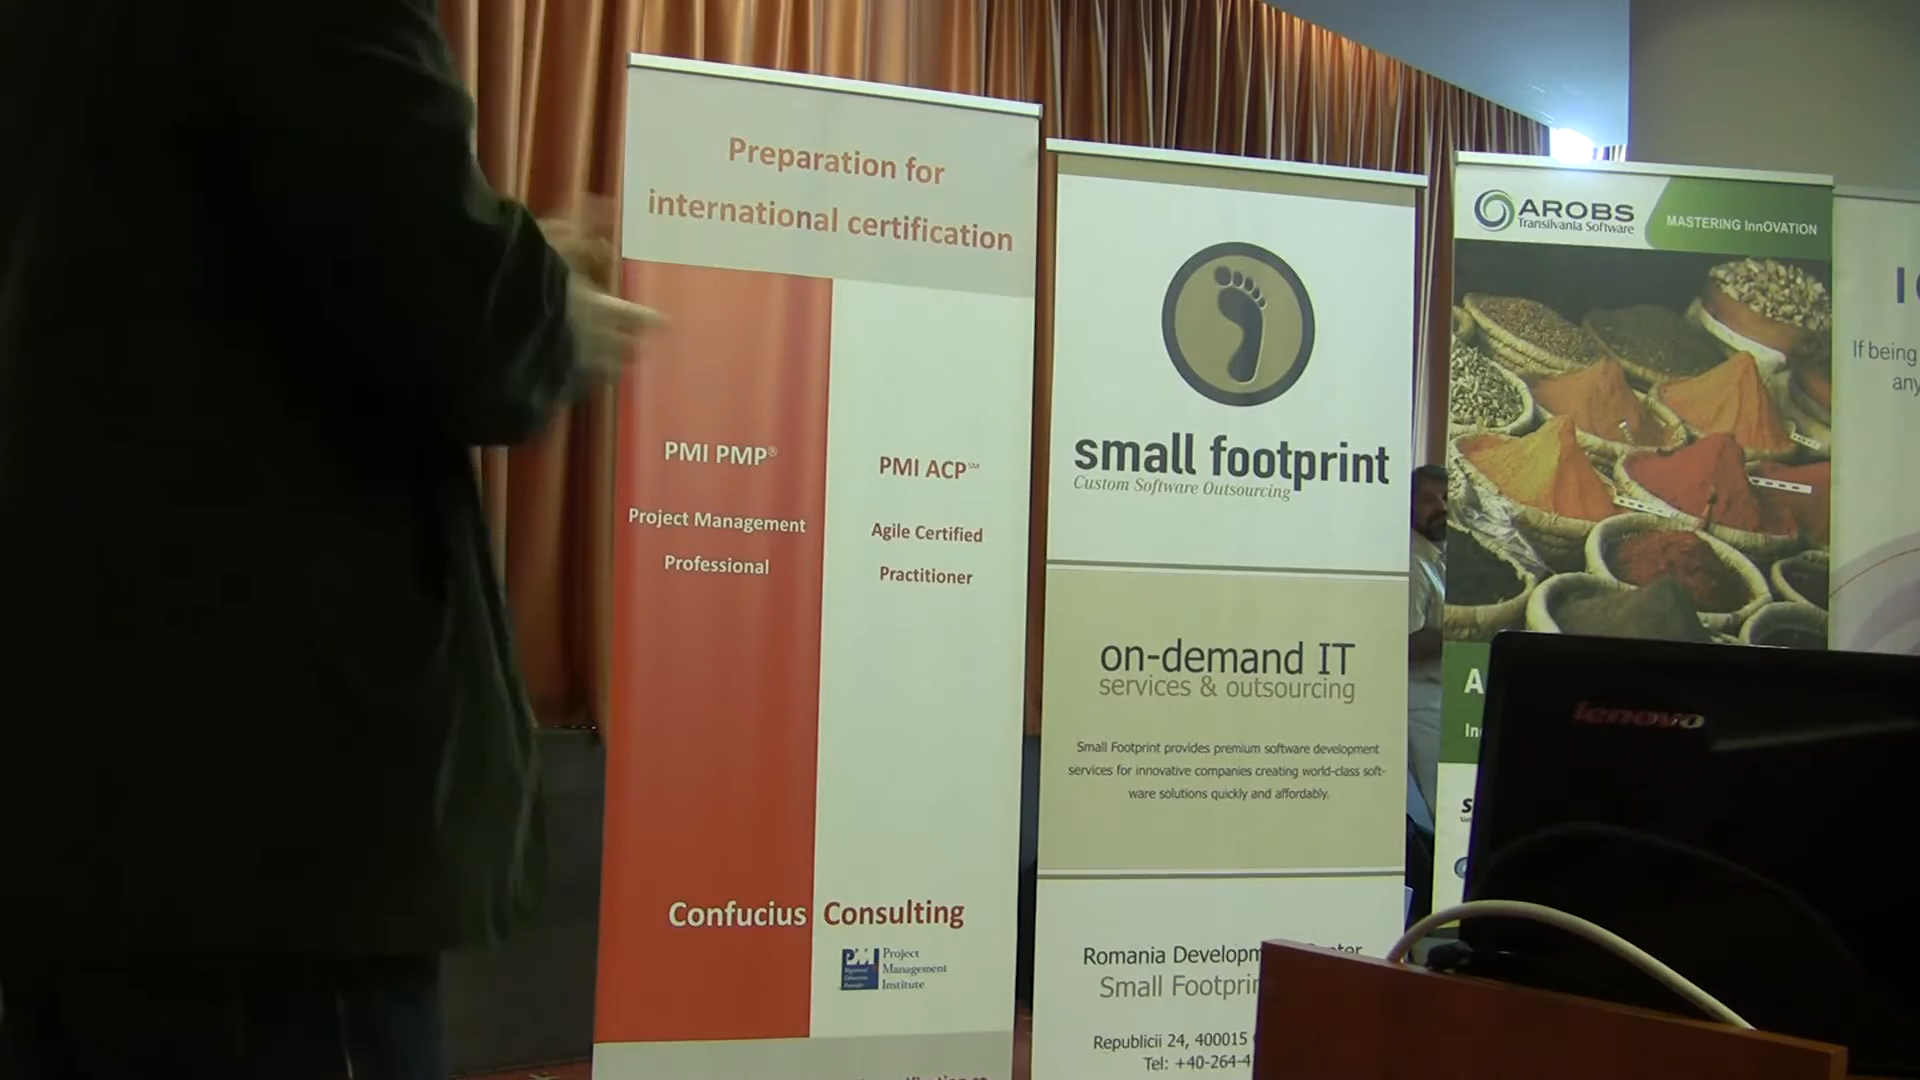 Preparation for
international certification
PMI PMP®
Project Management
Professional
PMI ACP℠
Agile Certified
Practitioner
Confucius Consulting
PMI
Project
Management
Institute
small footprint
Custom Software Outsourcing
on-demand IT
services & outsourcing
Small Footprint provides premium software development
services for innovative companies creating world-class soft-
ware solutions quickly and affordably.
Romania Developm
Small Footprin
Republicii 24, 400015
Tel: +40-264-4
AROBS
Transilvania Software
MASTERING InnOVATION
If being
any
lenovo